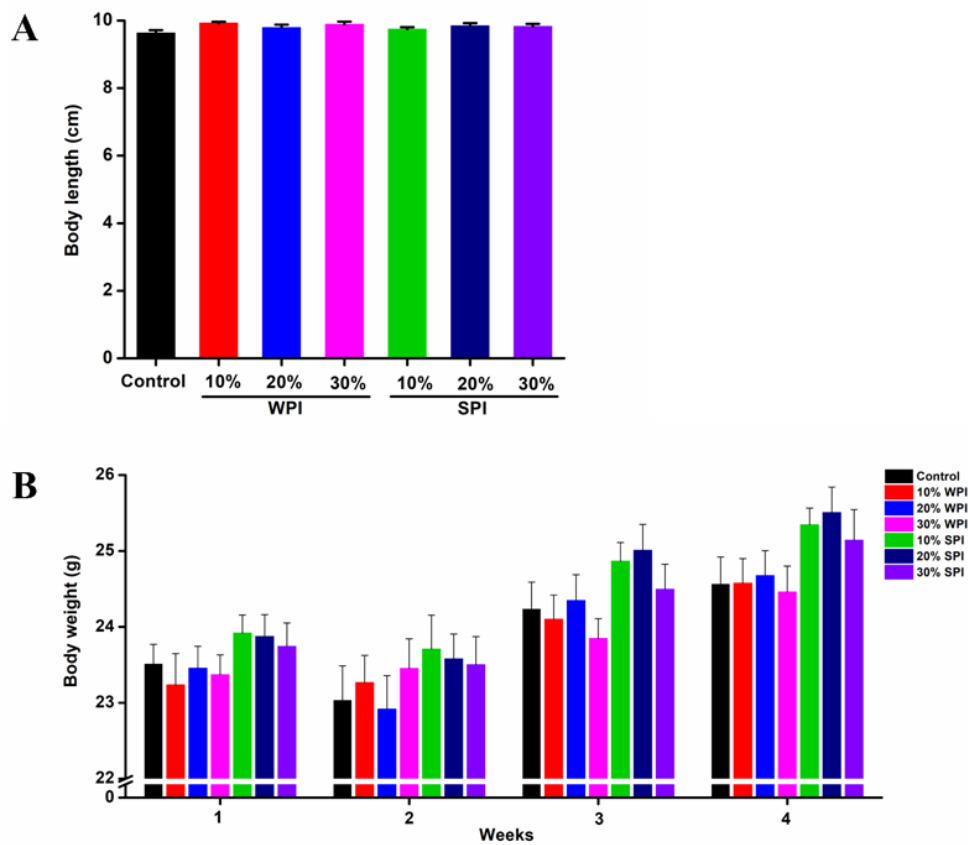 A
Body length (cm)
10
8
6
4
2
0
Control 10% 20% 30% 10% 20% 30%
WPI SPI
B
Body weight (g)
26
25
24
23
22
0
1 2 3 4
Weeks
Control
10% WPI
20% WPI
30% WPI
10% SPI
20% SPI
30% SPI